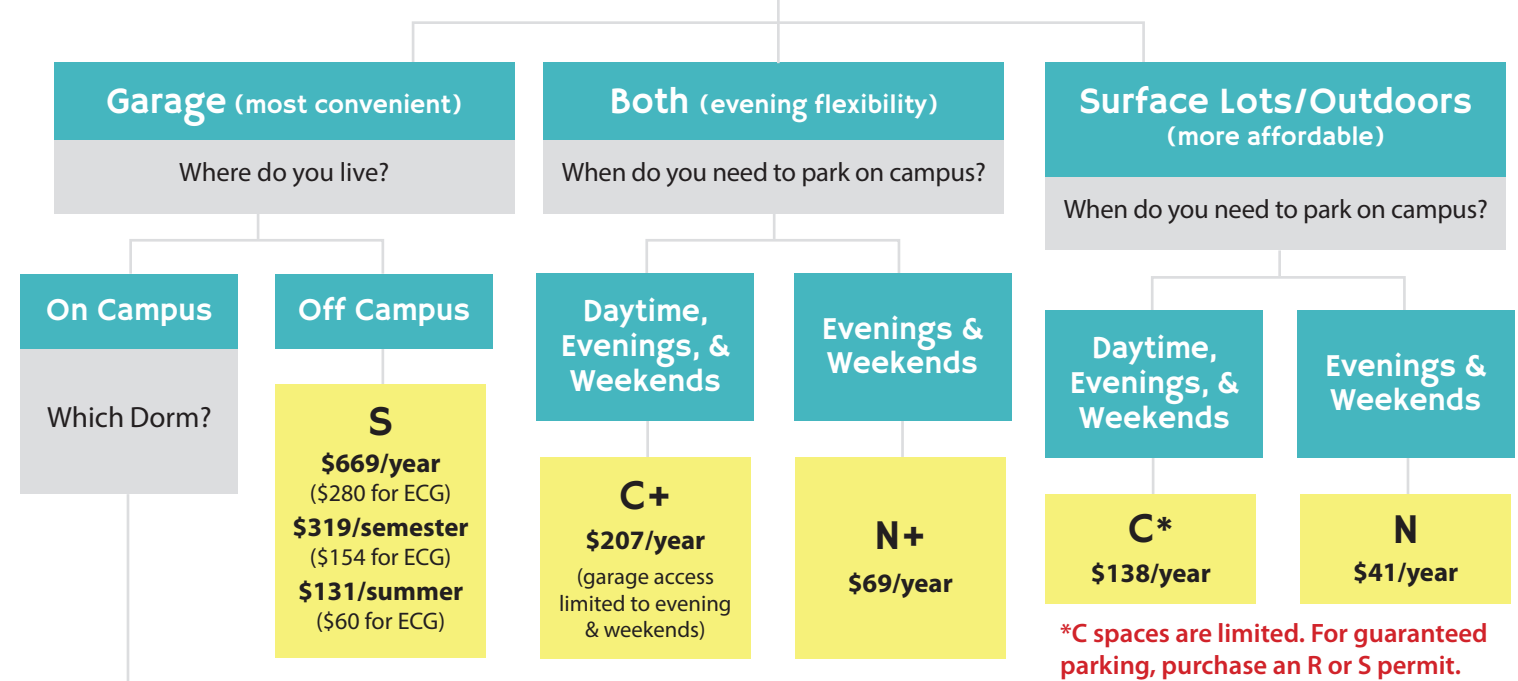 Garage (most convenient)
Where do you live?
On Campus
Which Dorm?
Off Campus
S
$669/year
($280 for ECG)
$319/semester
($154 for ECG)
$131/summer
($60 for ECG)
Both (evening flexibility)
When do you need to park on campus?
Daytime,
Evenings, &
Weekends
C+
$207/year
(garage access
limited to evening
& weekends)
Evenings &
Weekends
N+
$69/year
Surface Lots/Outdoors
(more affordable)
When do you need to park on campus?
Daytime,
Evenings, &
Weekends
C*
$138/year
Evenings &
Weekends
N
$41/year
*C spaces are limited. For guaranteed
parking, purchase an R or S permit.